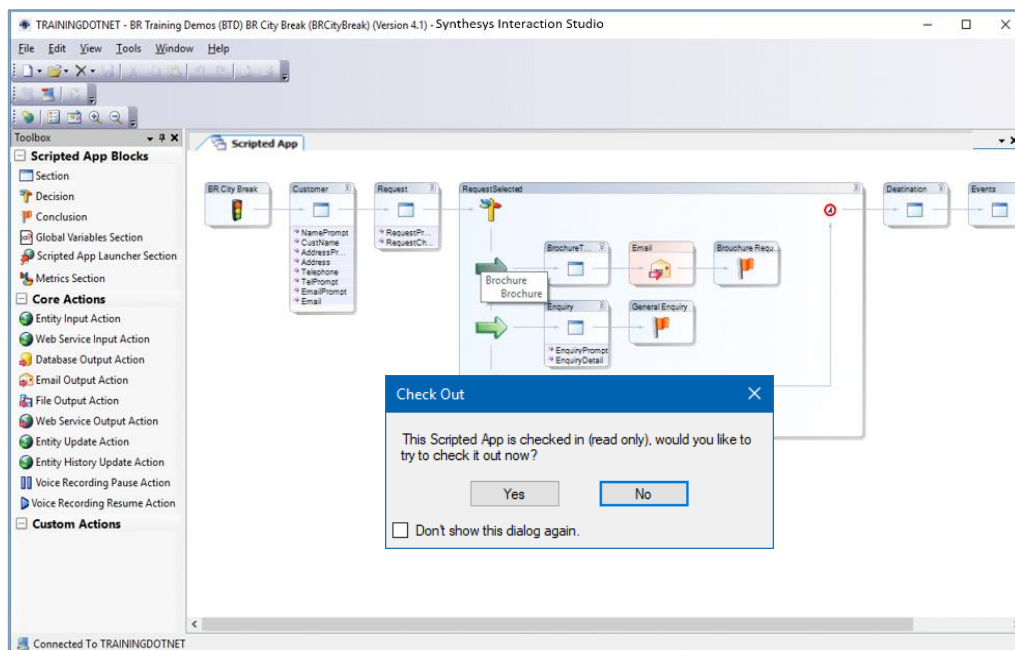 TRAININGDOTNET - BR Training Demos (BTD) BR City Break (BRCityBreak) (Version 4.1) - Synthesys Interaction Studio
File Edit View Tools Window Help
Toolbox
Scripted App Blocks
Section
Decision
Conclusion
Global Variables Section
Scripted App Launcher Section
Metrics Section
Core Actions
Entity Input Action
Web Service Input Action
Database Output Action
Email Output Action
File Output Action
Web Service Output Action
Entity Update Action
Entity History Update Action
Voice Recording Pause Action
Voice Recording Resume Action
Custom Actions
Scripted App
BR City Break
Customer
NamePrompt
CustName
AddressPr...
Address
Telephone
TelPrompt
EmailPrompt
Email
Request
RequestPr...
RequestCh...
RequestSelected
BrochureT...
Email
Brouchure Requ...
Brochure
Brochure
Enquiry
General Enquiry
EnquiryPrompt
EnquiryDetail
Destination
Events
Check Out
This Scripted App is checked in (read only), would you like to
try to check it out now?
Yes
No
Don't show this dialog again.
Connected To TRAININGDOTNET